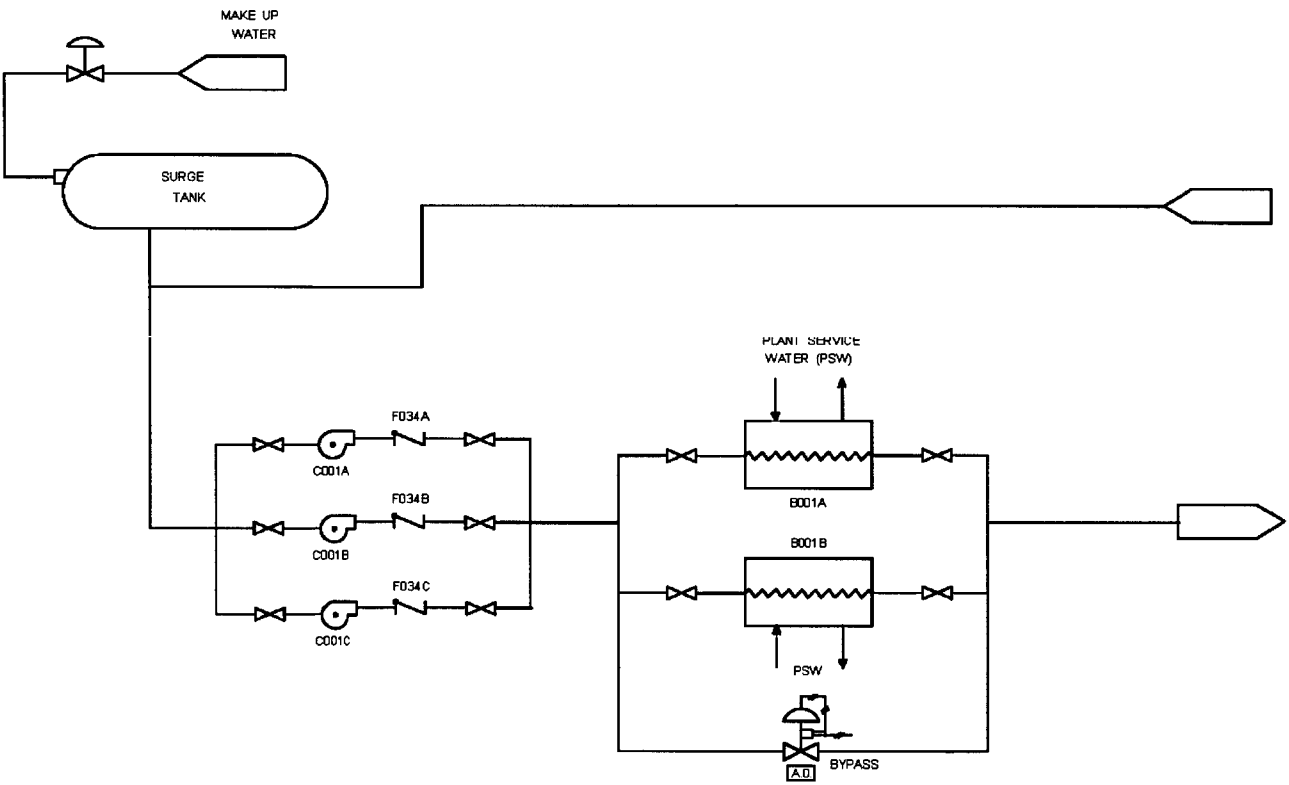 MAKE UP
WATER
SURGE
TANK
PLANT SERVICE
WATER (PSW)
F034A
C001A
B001A
F034B
C001B
B001B
F034C
C001C
PSW
BYPASS
A.O.